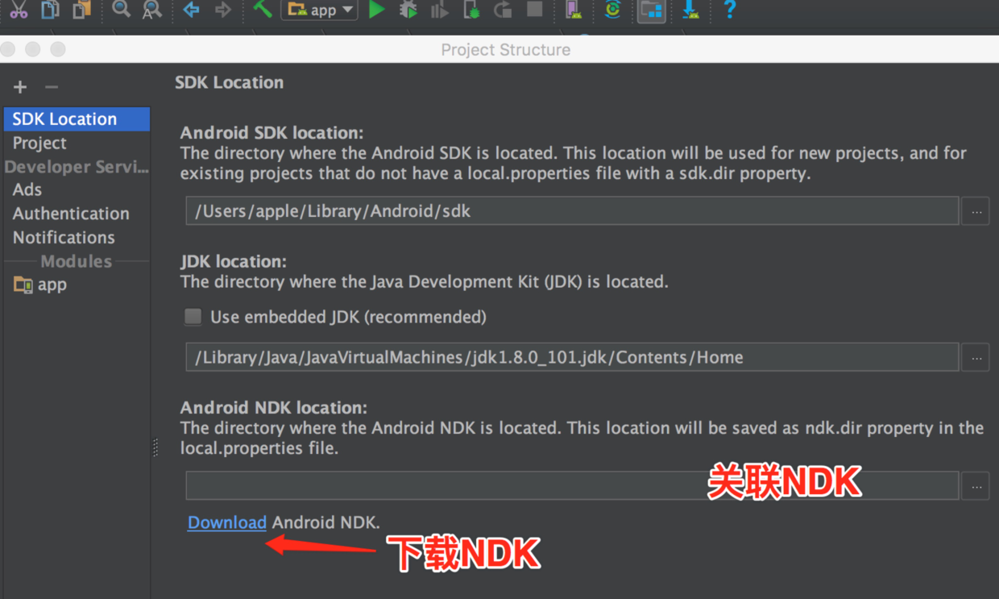 app
Project Structure
SDK Location
SDK Location
Project
Developer Servi...
Ads
Authentication
Notifications
Modules
app
Android SDK location:
The directory where the Android SDK is located. This location will be used for new projects, and for
existing projects that do not have a local.properties file with a sdk.dir property.
/Users/apple/Library/Android/sdk
...
JDK location:
The directory where the Java Development Kit (JDK) is located.
Use embedded JDK (recommended)
/Library/Java/JavaVirtualMachines/jdk1.8.0_101.jdk/Contents/Home
...
Android NDK location:
The directory where the Android NDK is located. This location will be saved as ndk.dir property in the
local.properties file.
关联NDK
...
Download Android NDK.
下载NDK